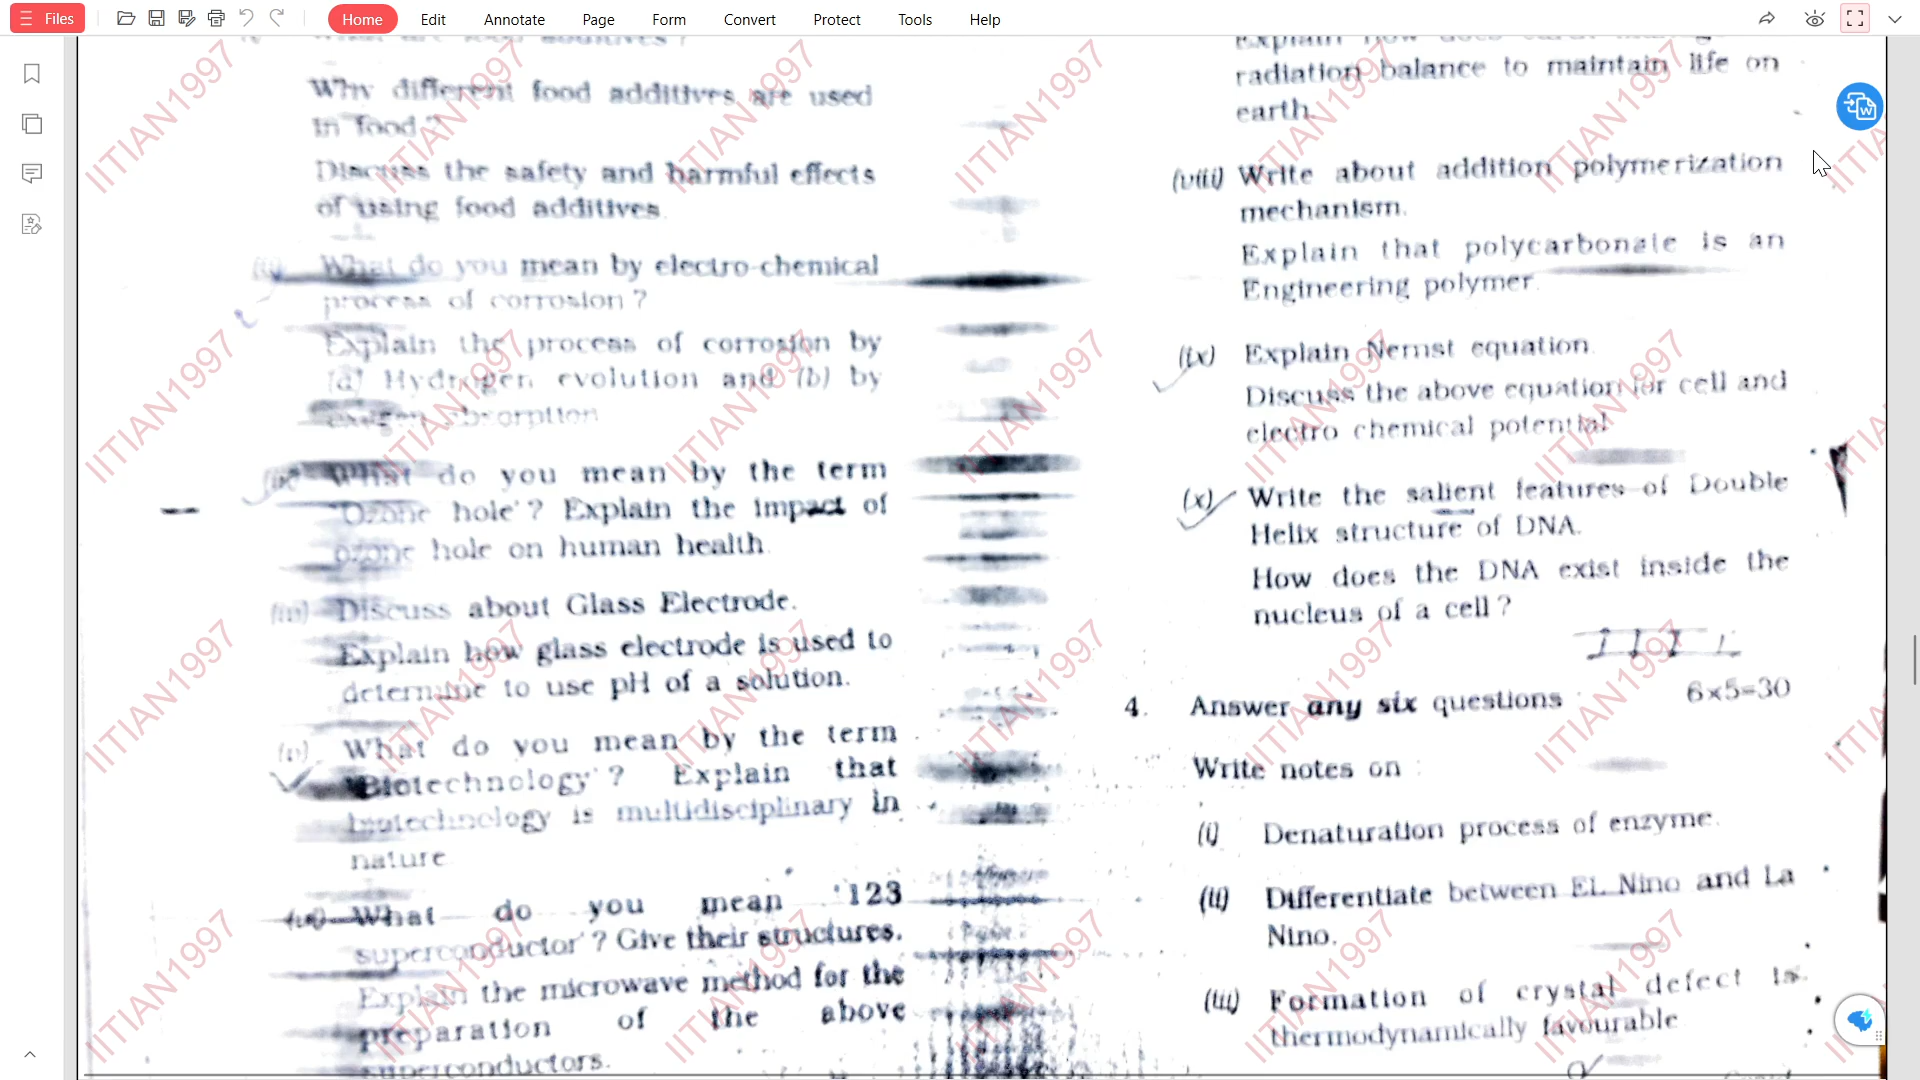 Files
Home
Edit
Annotate
Page
Form
Convert
Protect
Tools
Help
Why different food additives are used
in food ?
Discuss the safety and harmful effects
of using food additives.
What do you mean by electro-chemical
process of corrosion ?
Explain the process of corrosion by
(a) Hydrogen evolution and (b) by
oxygen absorption
What do you mean by the term
'Ozone hole' ? Explain the impact of
ozone hole on human health.
Discuss about Glass Electrode.
Explain how glass electrode is used to
determine to use pH of a solution.
(v) What do you mean by the term
'Biotechnology' ? Explain that
biotechnology is multidisciplinary in
nature.
What do you mean '123
superconductor' ? Give their structures.
Explain the microwave method for the
preparation of the above
superconductors.
radiation balance to maintain life on
earth.
(viii) Write about addition polymerization
mechanism.
Explain that polycarbonate is an
Engineering polymer.
(ix) Explain Nernst equation.
Discuss the above equation for cell and
electro chemical potential.
(x) Write the salient features of Double
Helix structure of DNA.
How does the DNA exist inside the
nucleus of a cell ?
4. Answer any six questions : 6×5=30
Write notes on :
(i) Denaturation process of enzyme.
(ii) Differentiate between EL Nino and La
Nino.
(iii) Formation of crystal defect is
thermodynamically favourable.
IITIAN1997